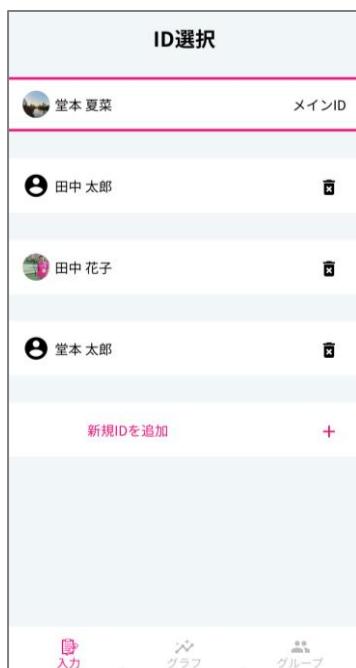 ID選択
堂本 夏菜 メインID
田中 太郎
田中 花子
堂本 太郎
新規IDを追加 +
入力 グラフ グループ